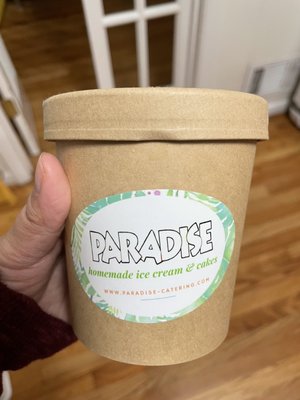 PARADISE
homemade ice cream & cakes
WWW.PARADISE-CATERING.COM